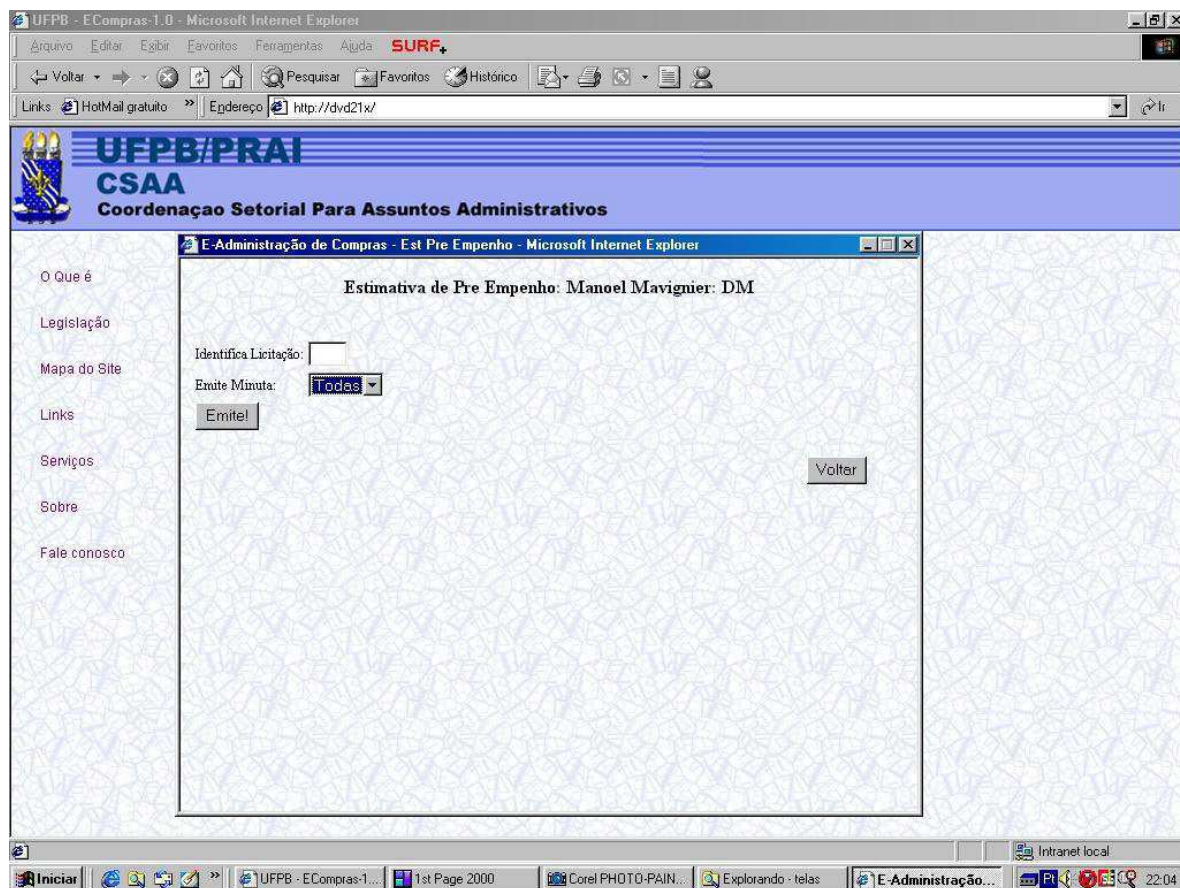 UFPB - ECompras-1.0 - Microsoft Internet Explorer
Arquivo Editar Exibir Favoritos Ferramentas Ajuda SURF+
Voltar Pesquisar Favoritos Histórico
Links HotMail gratuito » Endereço http://dvd21x/ Ir
UFPB/PRAI
CSAA
Coordenaçao Setorial Para Assuntos Administrativos
E-Administração de Compras - Est Pre Empenho - Microsoft Internet Explorer
O Que é
Legislação
Mapa do Site
Links
Serviços
Sobre
Fale conosco
Estimativa de Pre Empenho: Manoel Mavignier: DM
Identifica Licitação:
Emite Minuta: Todas
Emite!
Voltar
Intranet local
Iniciar » UFPB - ECompras-1.... 1st Page 2000 Corel PHOTO-PAIN... Explorando - telas E-Administração... Pt 22:04